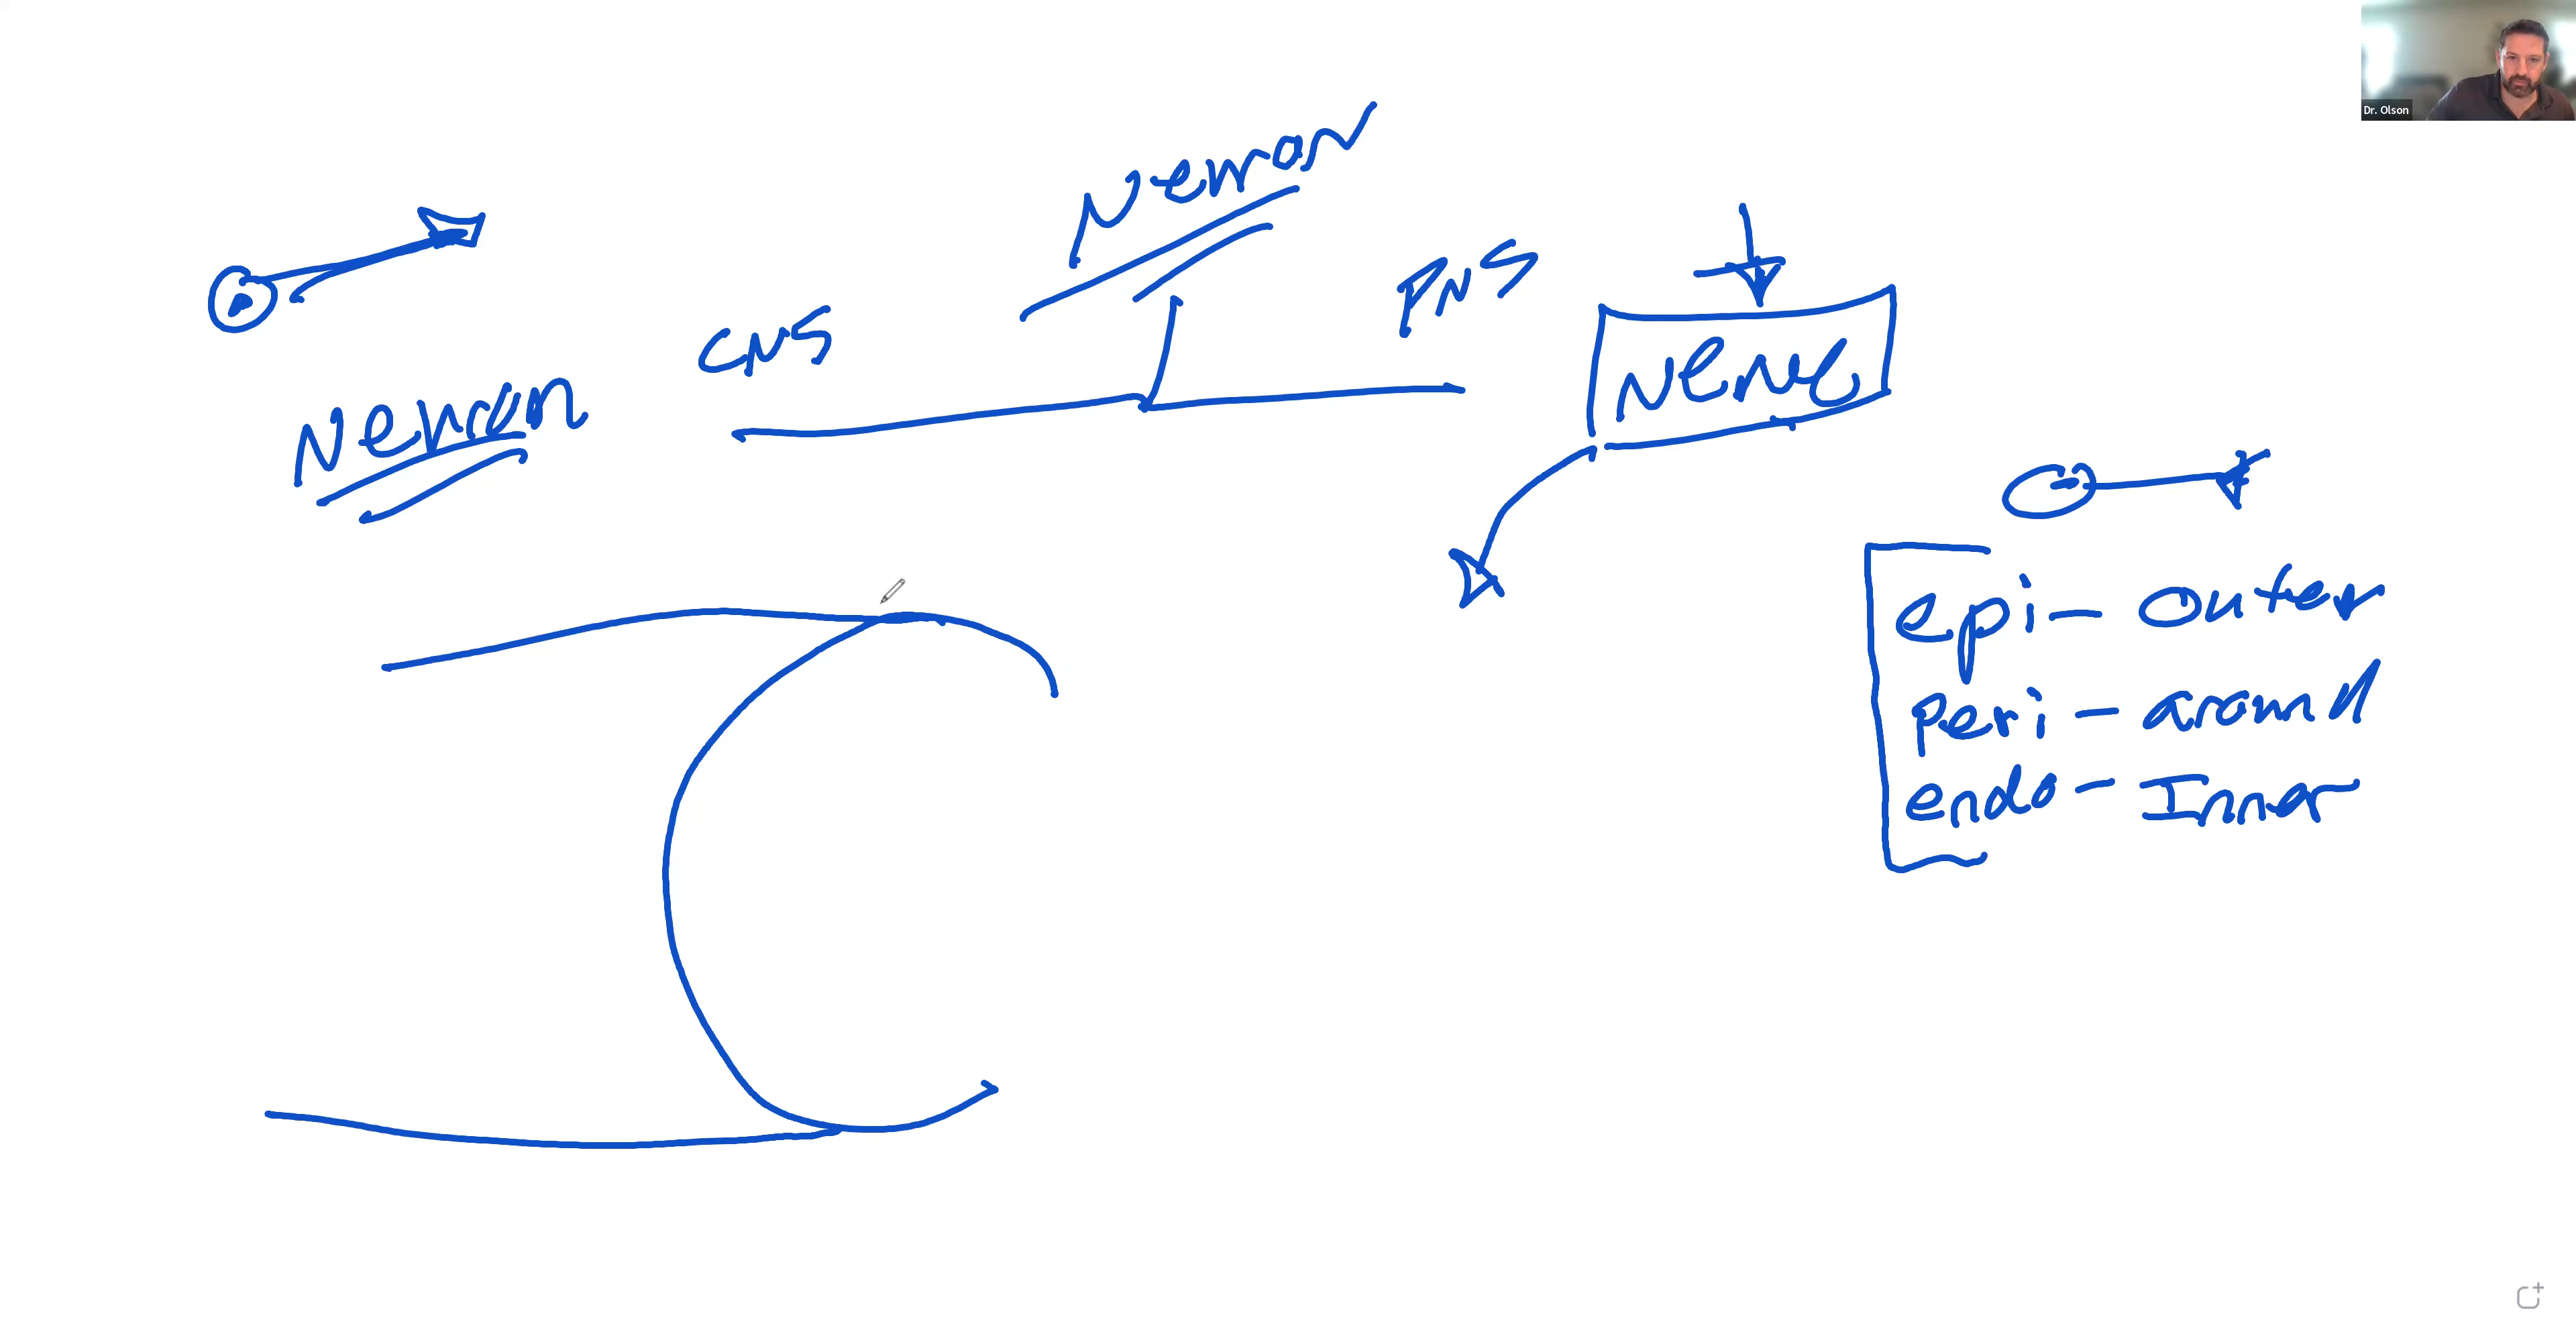 Dr. Olson
Neuron
CNS
PNS
Nerve
Neuron
epi - Outer
peri - around
endo - Inner